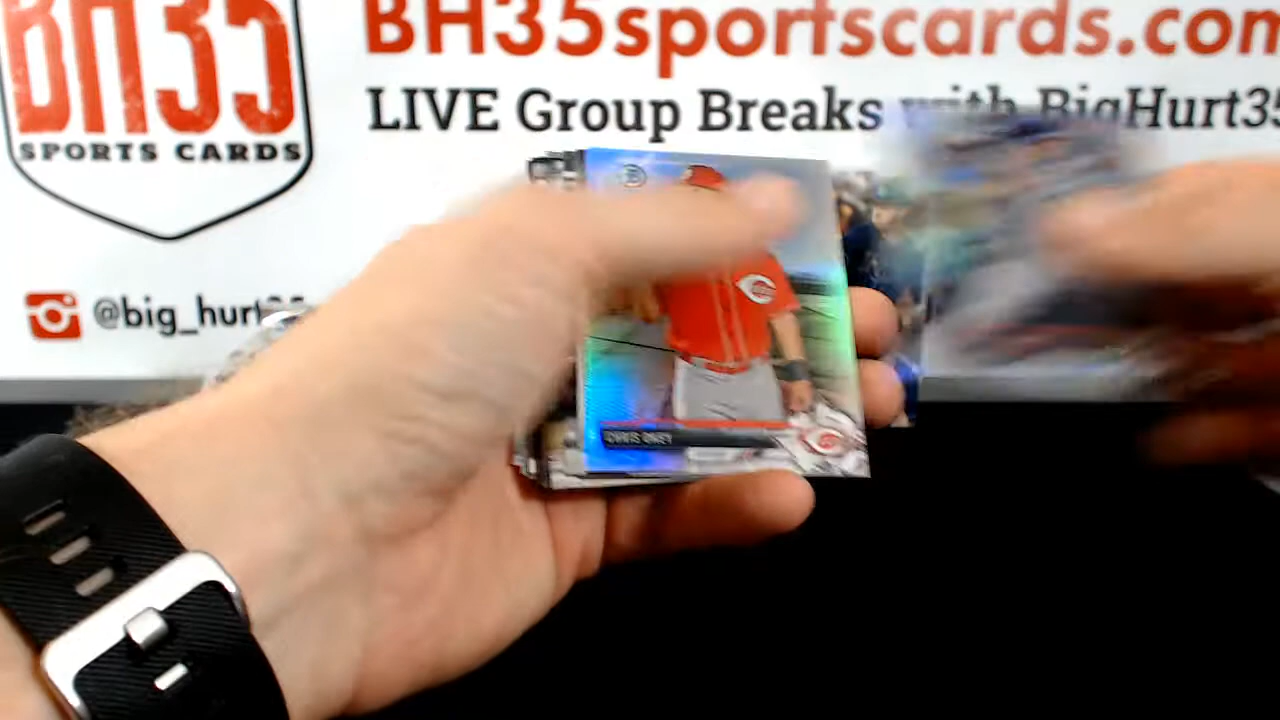 BH35
SPORTS CARDS
BH35sportscards.com
LIVE Group Breaks with BigHurt35
@big_hurt35
CHRIS OKEY